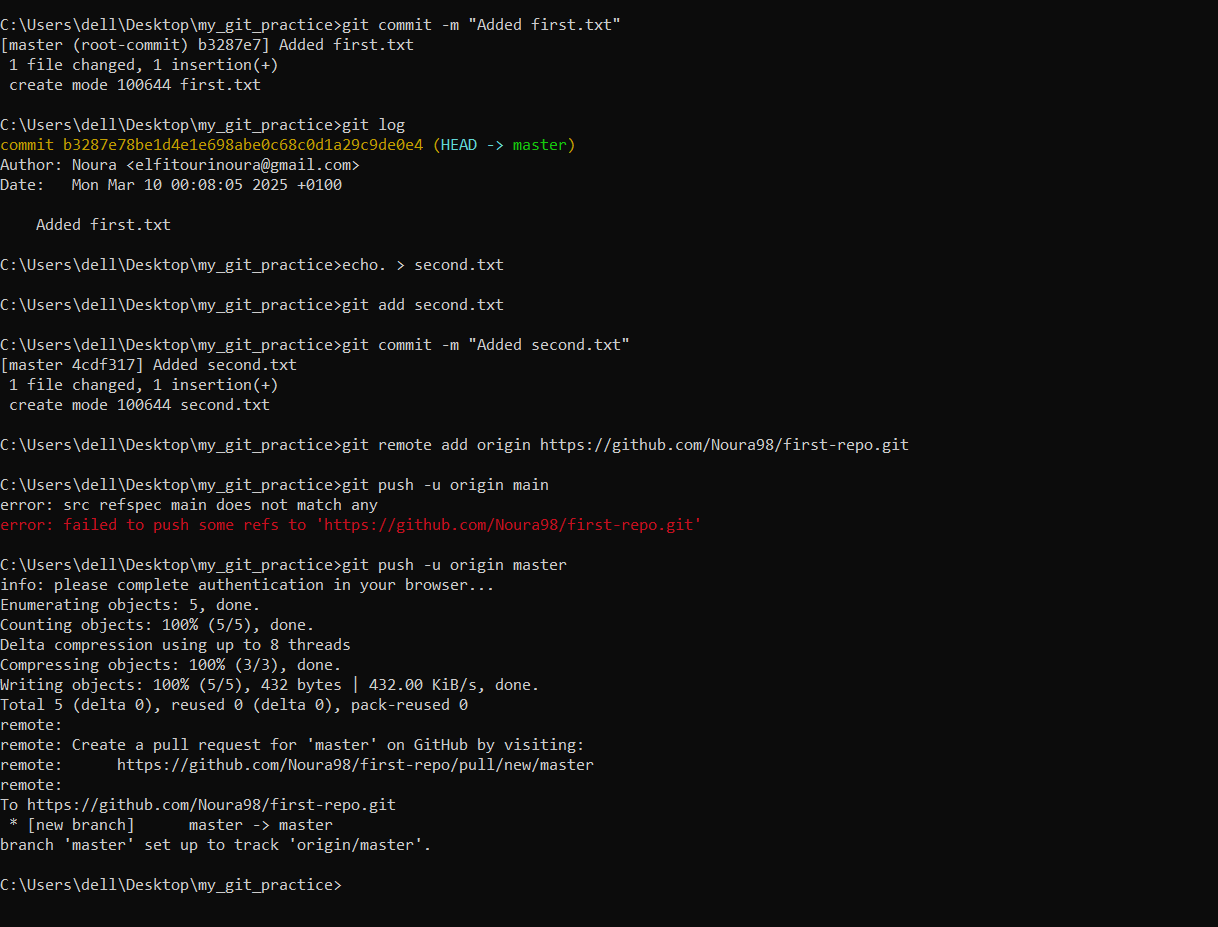 C:\Users\dell\Desktop\my_git_practice>git commit -m "Added first.txt"
[master (root-commit) b3287e7] Added first.txt
 1 file changed, 1 insertion(+)
 create mode 100644 first.txt

C:\Users\dell\Desktop\my_git_practice>git log
commit b3287e78be1d4e1e698abe0c68c0d1a29c9de0e4 (HEAD -> master)
Author: Noura <elfitourinoura@gmail.com>
Date:   Mon Mar 10 00:08:05 2025 +0100

    Added first.txt

C:\Users\dell\Desktop\my_git_practice>echo. > second.txt

C:\Users\dell\Desktop\my_git_practice>git add second.txt

C:\Users\dell\Desktop\my_git_practice>git commit -m "Added second.txt"
[master 4cdf317] Added second.txt
 1 file changed, 1 insertion(+)
 create mode 100644 second.txt

C:\Users\dell\Desktop\my_git_practice>git remote add origin https://github.com/Noura98/first-repo.git

C:\Users\dell\Desktop\my_git_practice>git push -u origin main
error: src refspec main does not match any
error: failed to push some refs to 'https://github.com/Noura98/first-repo.git'

C:\Users\dell\Desktop\my_git_practice>git push -u origin master
info: please complete authentication in your browser...
Enumerating objects: 5, done.
Counting objects: 100% (5/5), done.
Delta compression using up to 8 threads
Compressing objects: 100% (3/3), done.
Writing objects: 100% (5/5), 432 bytes | 432.00 KiB/s, done.
Total 5 (delta 0), reused 0 (delta 0), pack-reused 0
remote:
remote: Create a pull request for 'master' on GitHub by visiting:
remote:      https://github.com/Noura98/first-repo/pull/new/master
remote:
To https://github.com/Noura98/first-repo.git
 * [new branch]      master -> master
branch 'master' set up to track 'origin/master'.

C:\Users\dell\Desktop\my_git_practice>